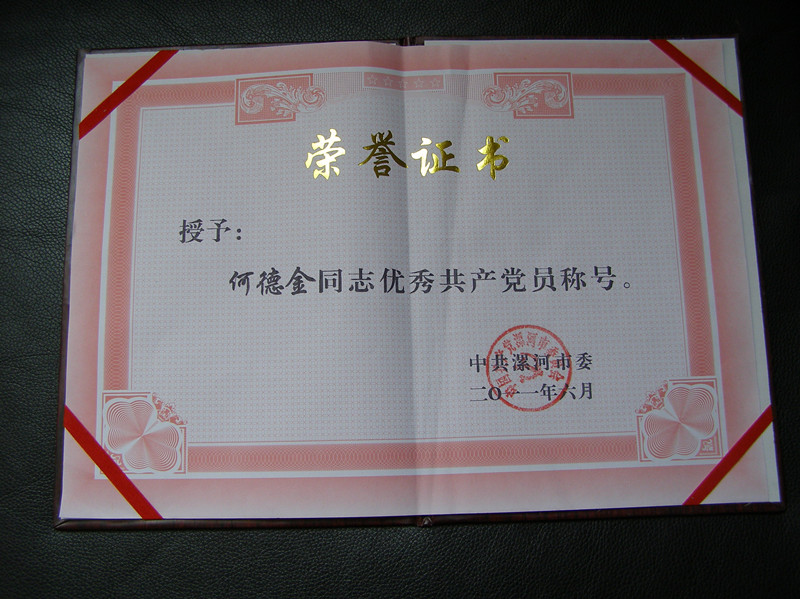 荣誉证书
授予：
何德金同志优秀共产党员称号。
中共漯河市委
二〇一一年六月